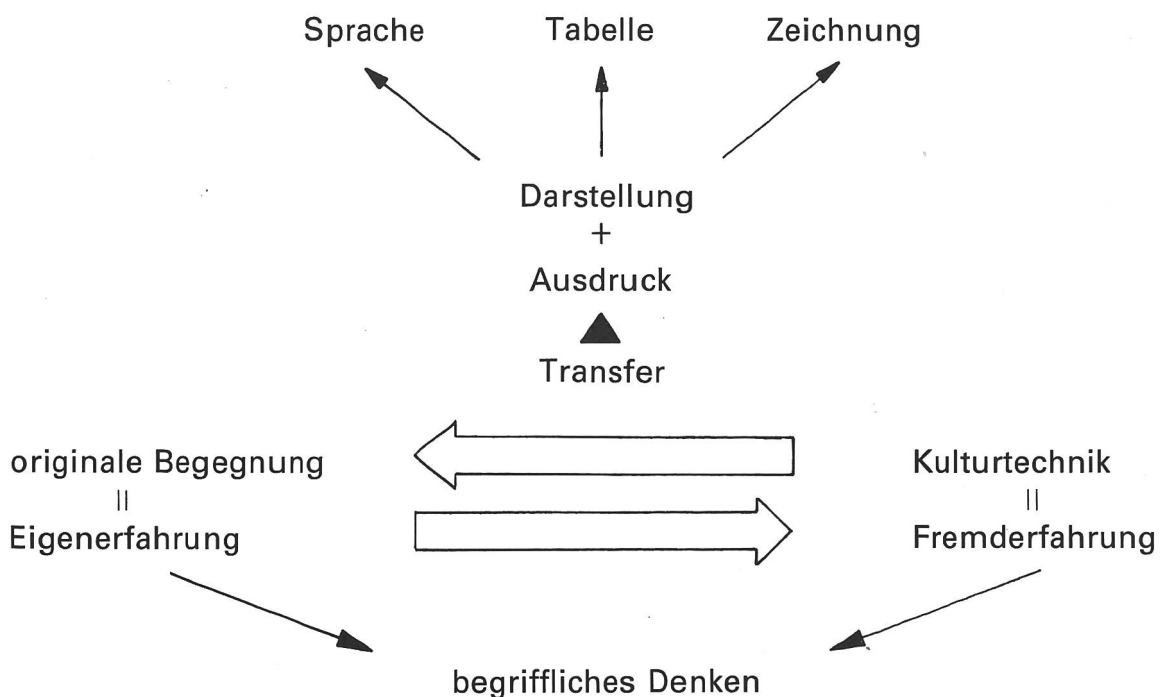 Sprache Tabelle Zeichnung
Darstellung
+
Ausdruck
Transfer
originale Begegnung Kulturtechnik
= =
Eigenerfahrung Fremderfahrung
begriffliches Denken